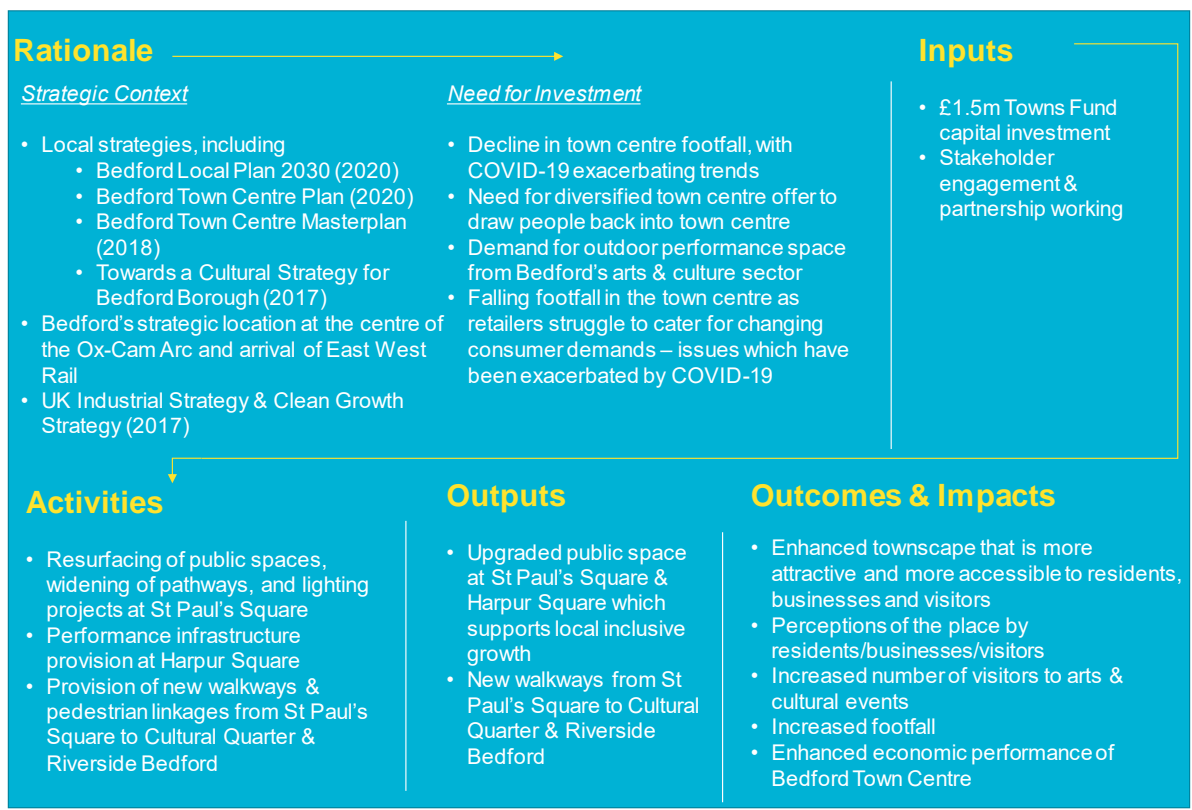 Rationale
Strategic Context
• Local strategies, including
• Bedford Local Plan 2030 (2020)
• Bedford Town Centre Plan (2020)
• Bedford Town Centre Masterplan
(2018)
• Towards a Cultural Strategy for
Bedford Borough (2017)
• Bedford's strategic location at the centre of
the Ox-Cam Arc and arrival of East West
Rail
• UK Industrial Strategy & Clean Growth
Strategy (2017)
Need for Investment
• Decline in town centre footfall, with
COVID-19 exacerbating trends
• Need for diversified town centre offer to
draw people back into town centre
• Demand for outdoor performance space
from Bedford's arts & culture sector
• Falling footfall in the town centre as
retailers struggle to cater for changing
consumer demands – issues which have
been exacerbated by COVID-19
Inputs
• £1.5m Towns Fund
capital investment
• Stakeholder
engagement &
partnership working
Activities
• Resurfacing of public spaces,
widening of pathways, and lighting
projects at St Paul's Square
• Performance infrastructure
provision at Harpur Square
• Provision of new walkways &
pedestrian linkages from St Paul's
Square to Cultural Quarter &
Riverside Bedford
Outputs
• Upgraded public space
at St Paul's Square &
Harpur Square which
supports local inclusive
growth
• New walkways from St
Paul's Square to Cultural
Quarter & Riverside
Bedford
Outcomes & Impacts
• Enhanced townscape that is more
attractive and more accessible to residents,
businesses and visitors
• Perceptions of the place by
residents/businesses/visitors
• Increased number of visitors to arts &
cultural events
• Increased footfall
• Enhanced economic performance of
Bedford Town Centre